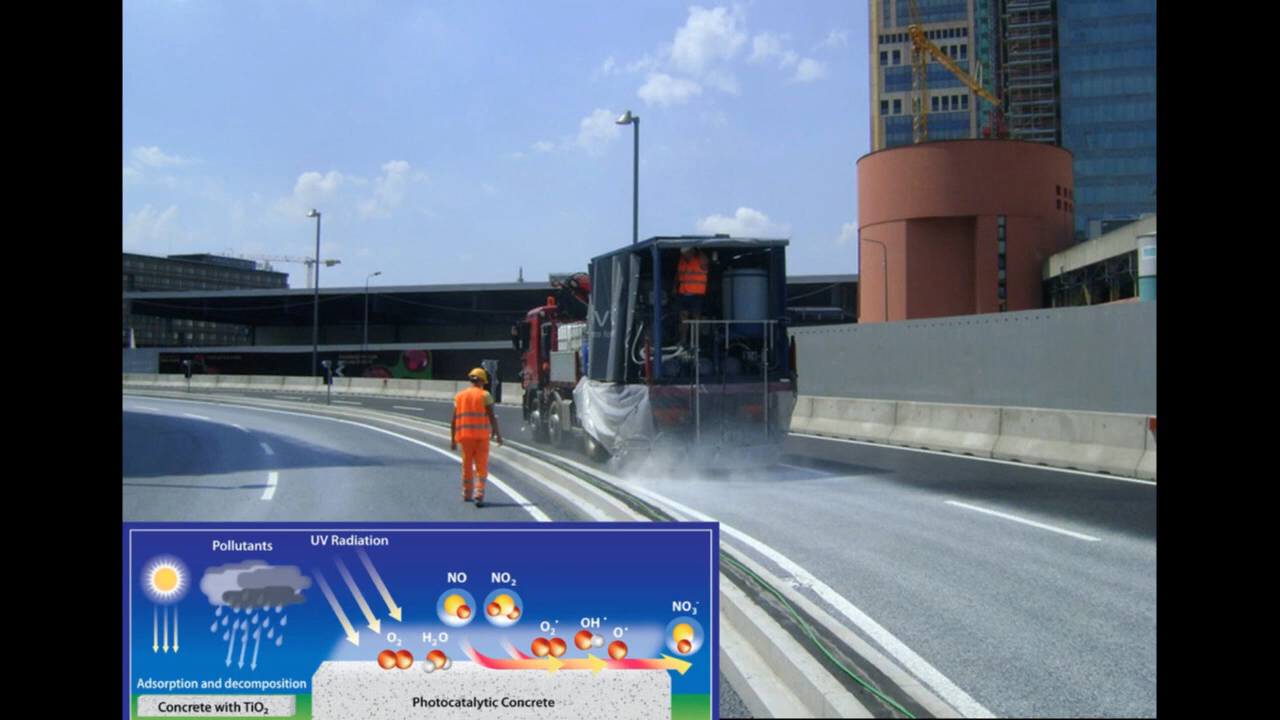 Pollutants
UV Radiation
NO
NO₂
O₂
H₂O
O₂˙
OH˙
O˙
NO₃⁻
Adsorption and decomposition
Concrete with TiO₂
Photocatalytic Concrete